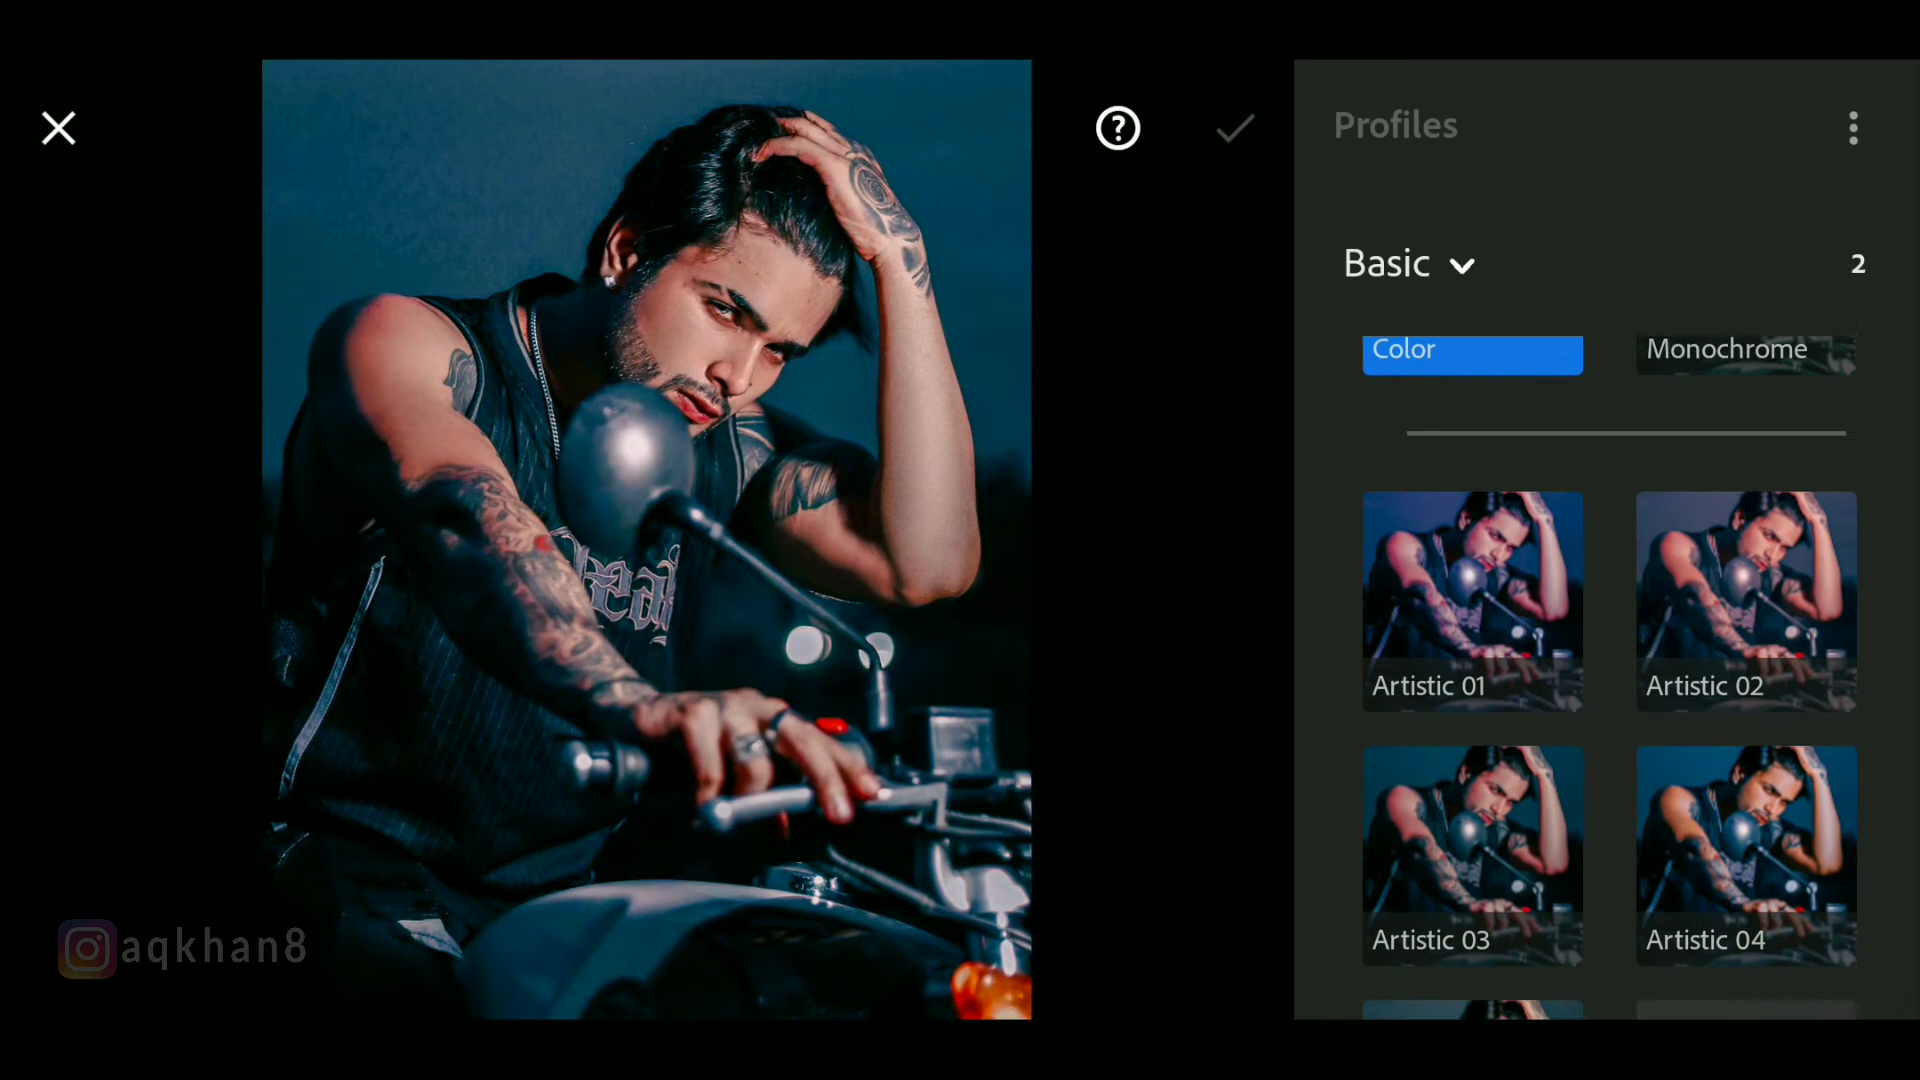 Profiles
Basic
2
Color
Monochrome
Artistic 01
Artistic 02
Artistic 03
Artistic 04
aqkhan8